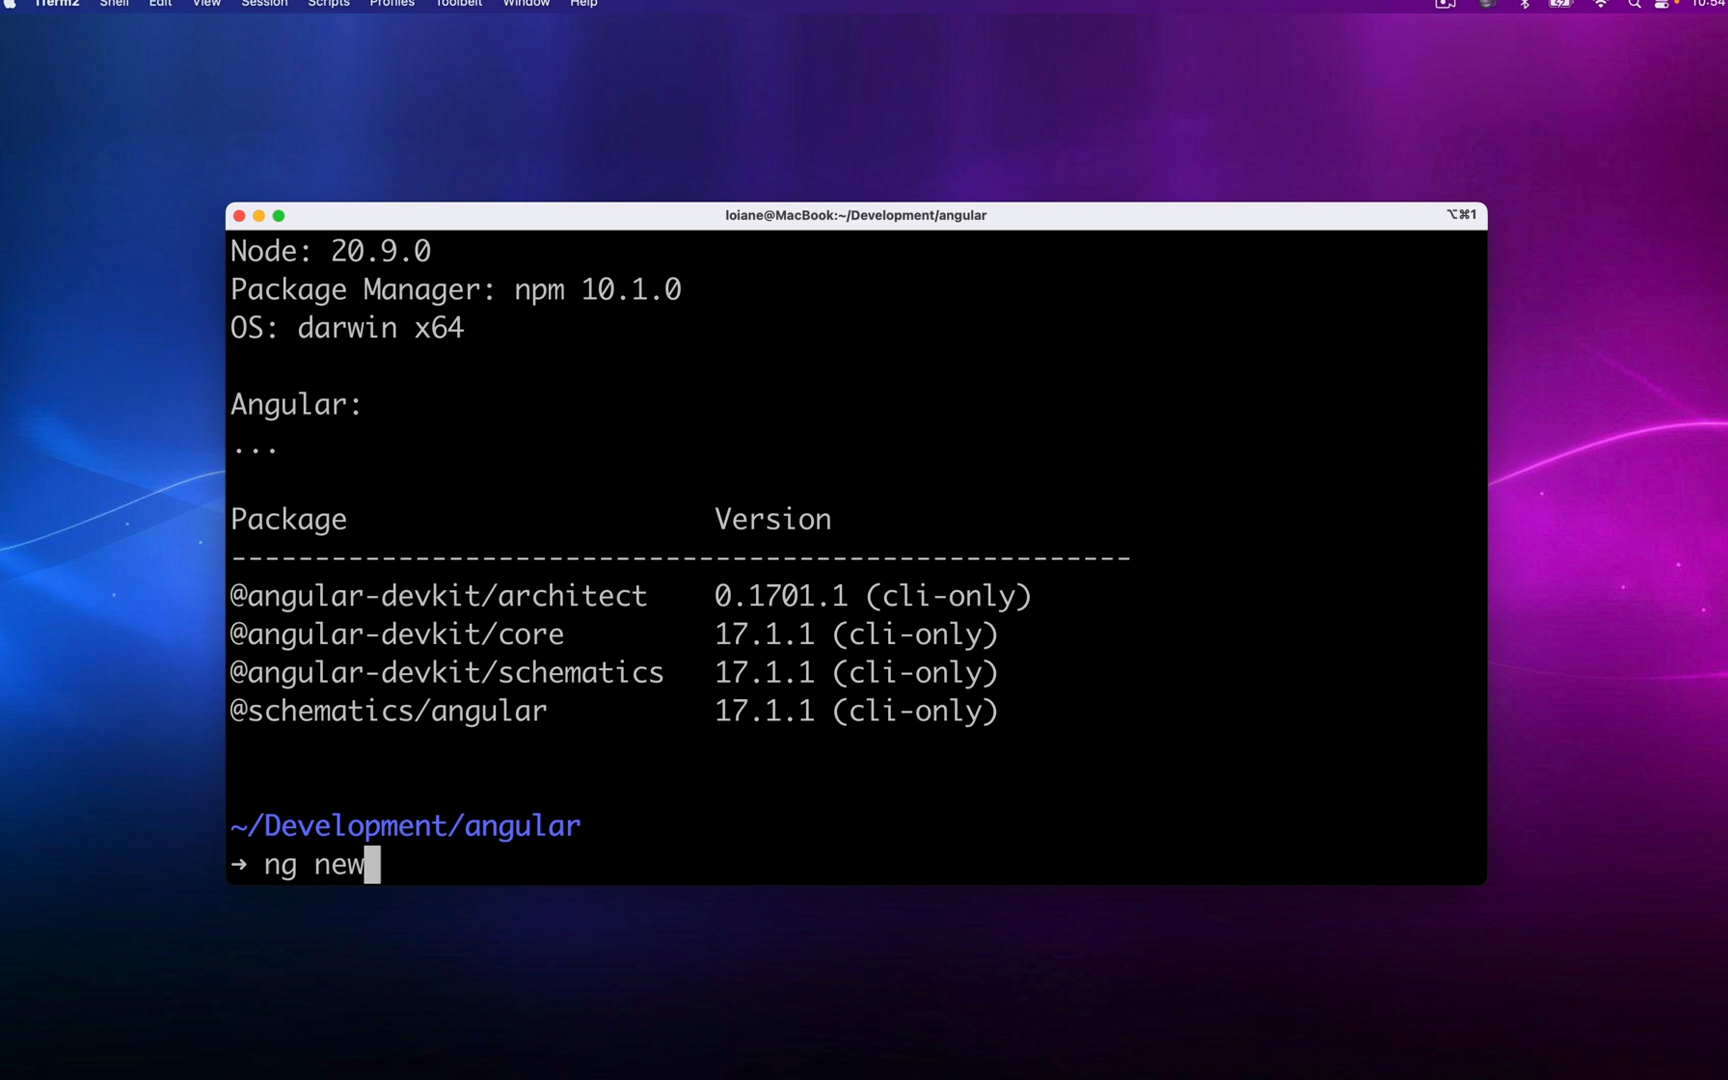 iTerm2 Shell Edit View Session Scripts Profiles Toolbelt Window Help 10:54
loiane@MacBook:~/Development/angular ⌥⌘1
Node: 20.9.0
Package Manager: npm 10.1.0
OS: darwin x64
Angular:
...
Package Version
------------------------------------------------------
@angular-devkit/architect 0.1701.1 (cli-only)
@angular-devkit/core 17.1.1 (cli-only)
@angular-devkit/schematics 17.1.1 (cli-only)
@schematics/angular 17.1.1 (cli-only)
~/Development/angular
→ ng new